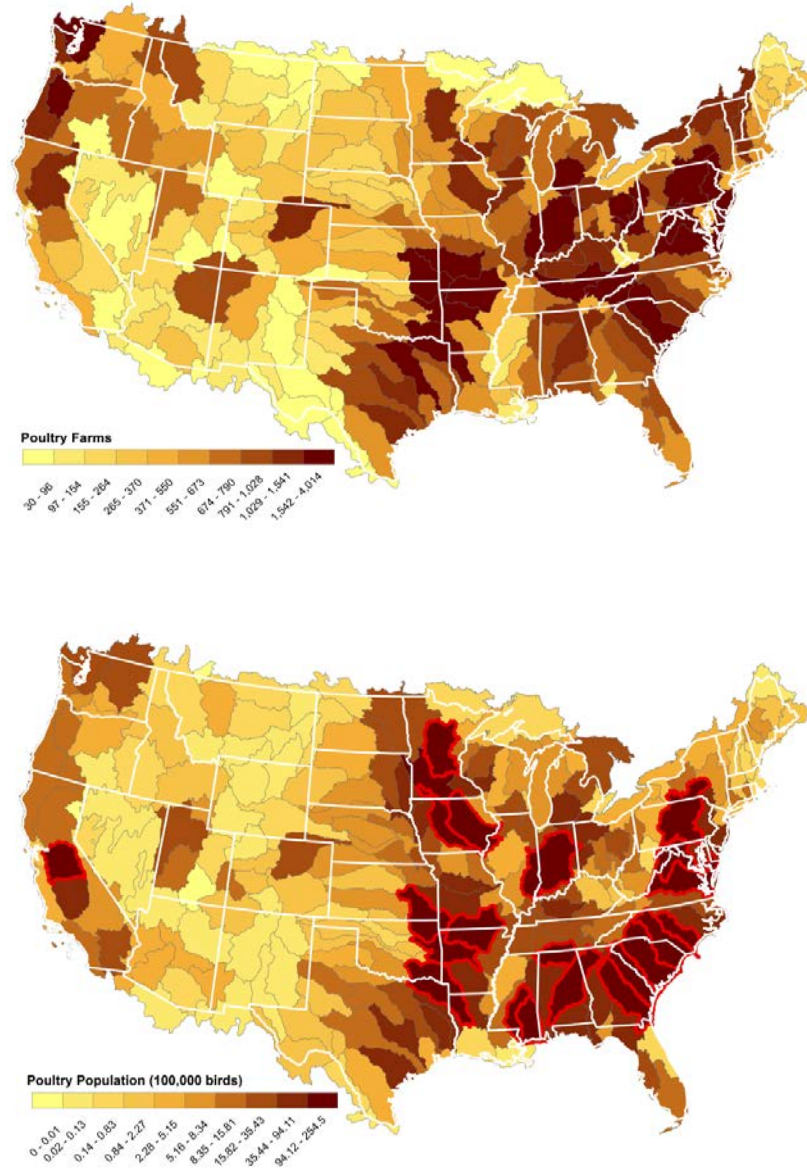 Poultry Farms
30 - 96
97 - 154
155 - 264
265 - 370
371 - 550
551 - 673
674 - 790
791 - 1,028
1,029 - 1,541
1,542 - 4,014
Poultry Population (100,000 birds)
0 - 0.01
0.02 - 0.13
0.14 - 0.83
0.84 - 2.27
2.28 - 5.15
5.16 - 8.34
8.35 - 15.81
15.82 - 35.43
35.44 - 94.11
94.12 - 254.5